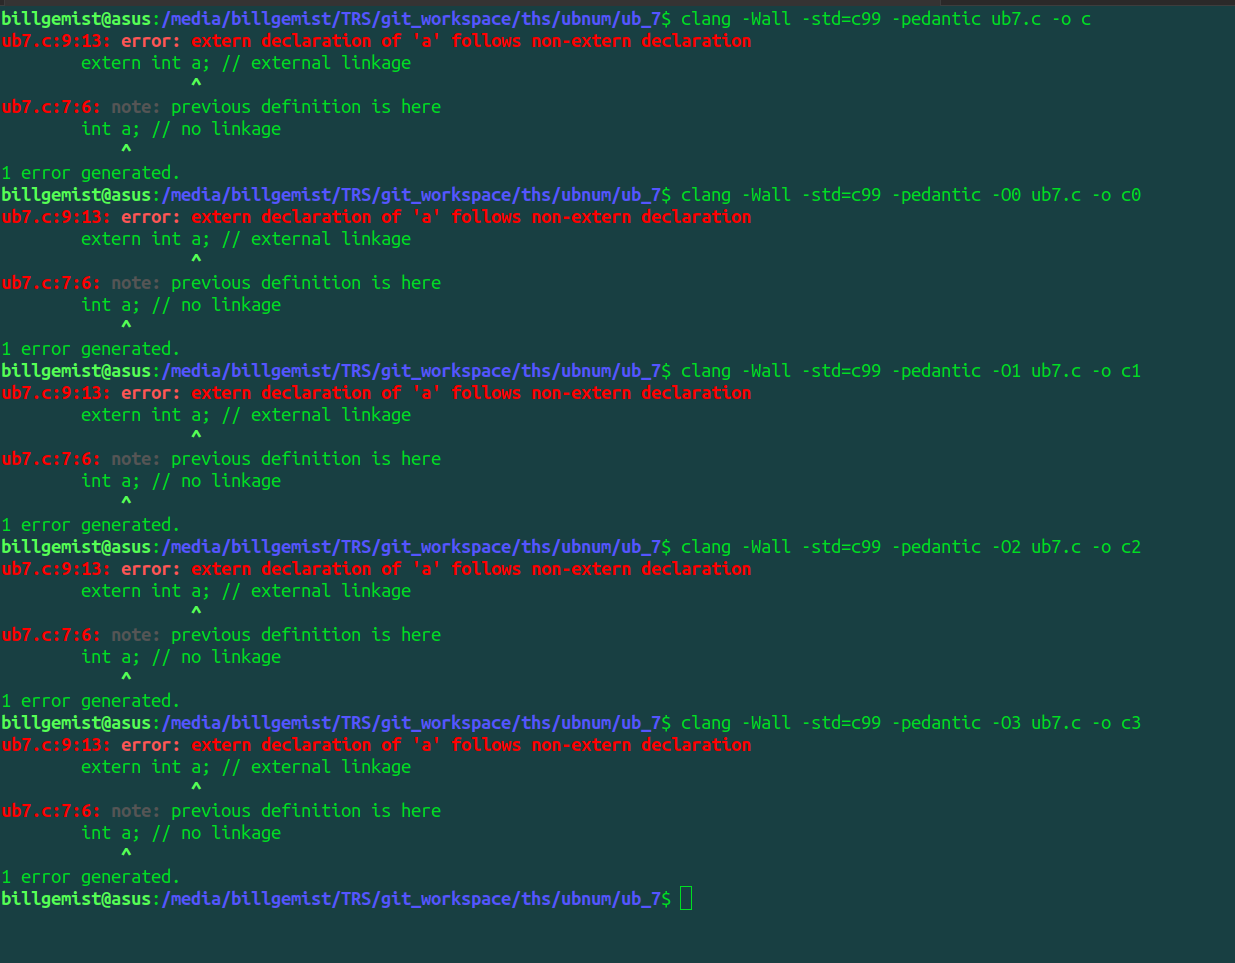 billgemist@asus:/media/billgemist/TRS/git_workspace/ths/ubnum/ub_7$ clang -Wall -std=c99 -pedantic ub7.c -o c
ub7.c:9:13: error: extern declaration of 'a' follows non-extern declaration
        extern int a; // external linkage
                   ^
ub7.c:7:6: note: previous definition is here
        int a; // no linkage
            ^
1 error generated.
billgemist@asus:/media/billgemist/TRS/git_workspace/ths/ubnum/ub_7$ clang -Wall -std=c99 -pedantic -O0 ub7.c -o c0
ub7.c:9:13: error: extern declaration of 'a' follows non-extern declaration
        extern int a; // external linkage
                   ^
ub7.c:7:6: note: previous definition is here
        int a; // no linkage
            ^
1 error generated.
billgemist@asus:/media/billgemist/TRS/git_workspace/ths/ubnum/ub_7$ clang -Wall -std=c99 -pedantic -O1 ub7.c -o c1
ub7.c:9:13: error: extern declaration of 'a' follows non-extern declaration
        extern int a; // external linkage
                   ^
ub7.c:7:6: note: previous definition is here
        int a; // no linkage
            ^
1 error generated.
billgemist@asus:/media/billgemist/TRS/git_workspace/ths/ubnum/ub_7$ clang -Wall -std=c99 -pedantic -O2 ub7.c -o c2
ub7.c:9:13: error: extern declaration of 'a' follows non-extern declaration
        extern int a; // external linkage
                   ^
ub7.c:7:6: note: previous definition is here
        int a; // no linkage
            ^
1 error generated.
billgemist@asus:/media/billgemist/TRS/git_workspace/ths/ubnum/ub_7$ clang -Wall -std=c99 -pedantic -O3 ub7.c -o c3
ub7.c:9:13: error: extern declaration of 'a' follows non-extern declaration
        extern int a; // external linkage
                   ^
ub7.c:7:6: note: previous definition is here
        int a; // no linkage
            ^
1 error generated.
billgemist@asus:/media/billgemist/TRS/git_workspace/ths/ubnum/ub_7$